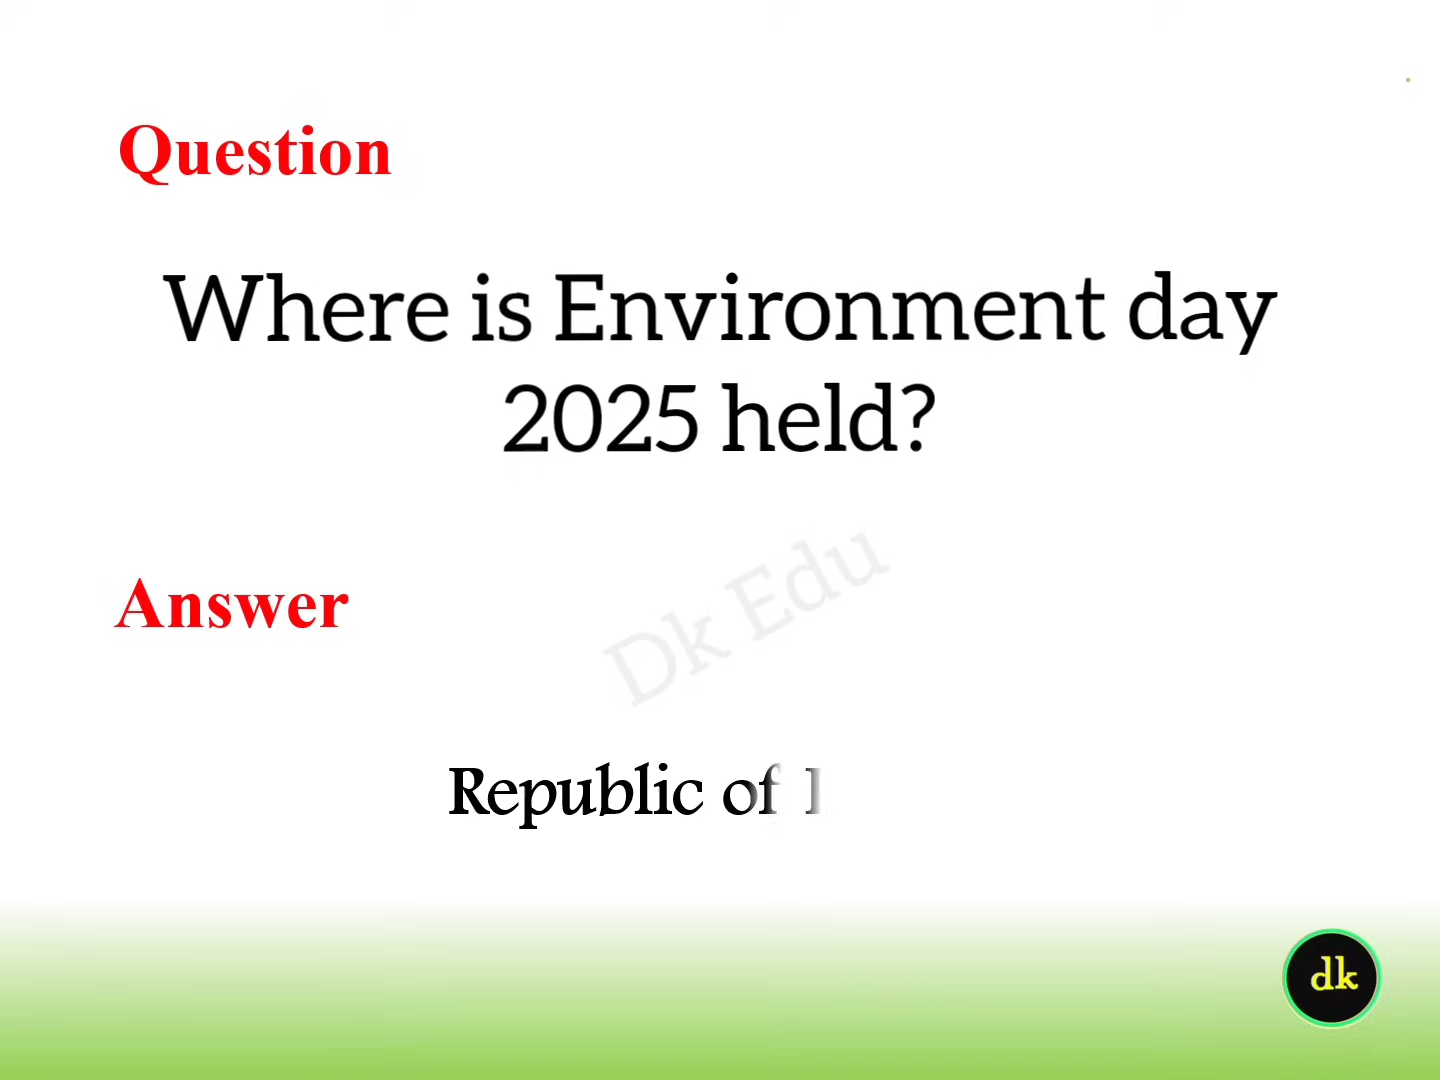 Question
Where is Environment day
2025 held?
Dk Edu
Answer
Republic of
dk